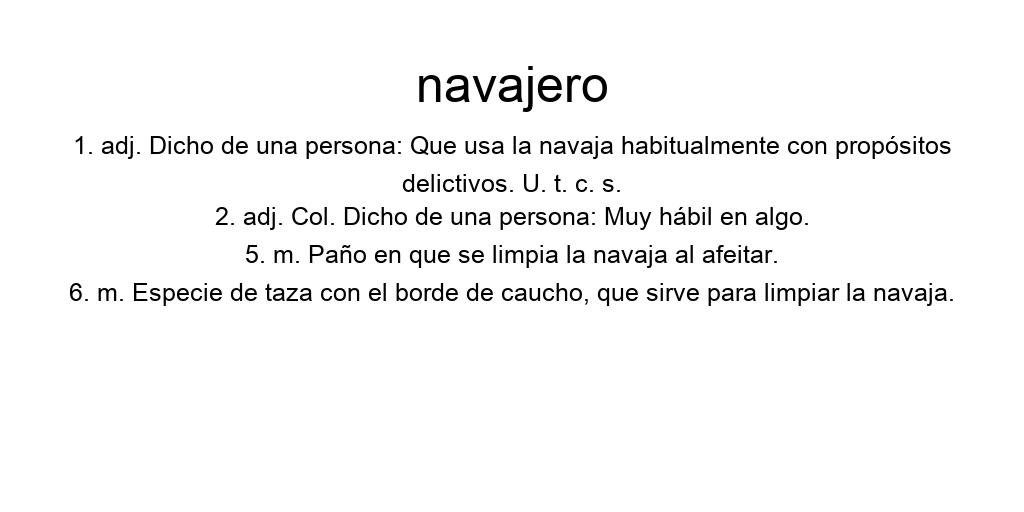 navajero
1. adj. Dicho de una persona: Que usa la navaja habitualmente con propósitos
delictivos. U. t. c. s.
2. adj. Col. Dicho de una persona: Muy hábil en algo.
5. m. Paño en que se limpia la navaja al afeitar.
6. m. Especie de taza con el borde de caucho, que sirve para limpiar la navaja.